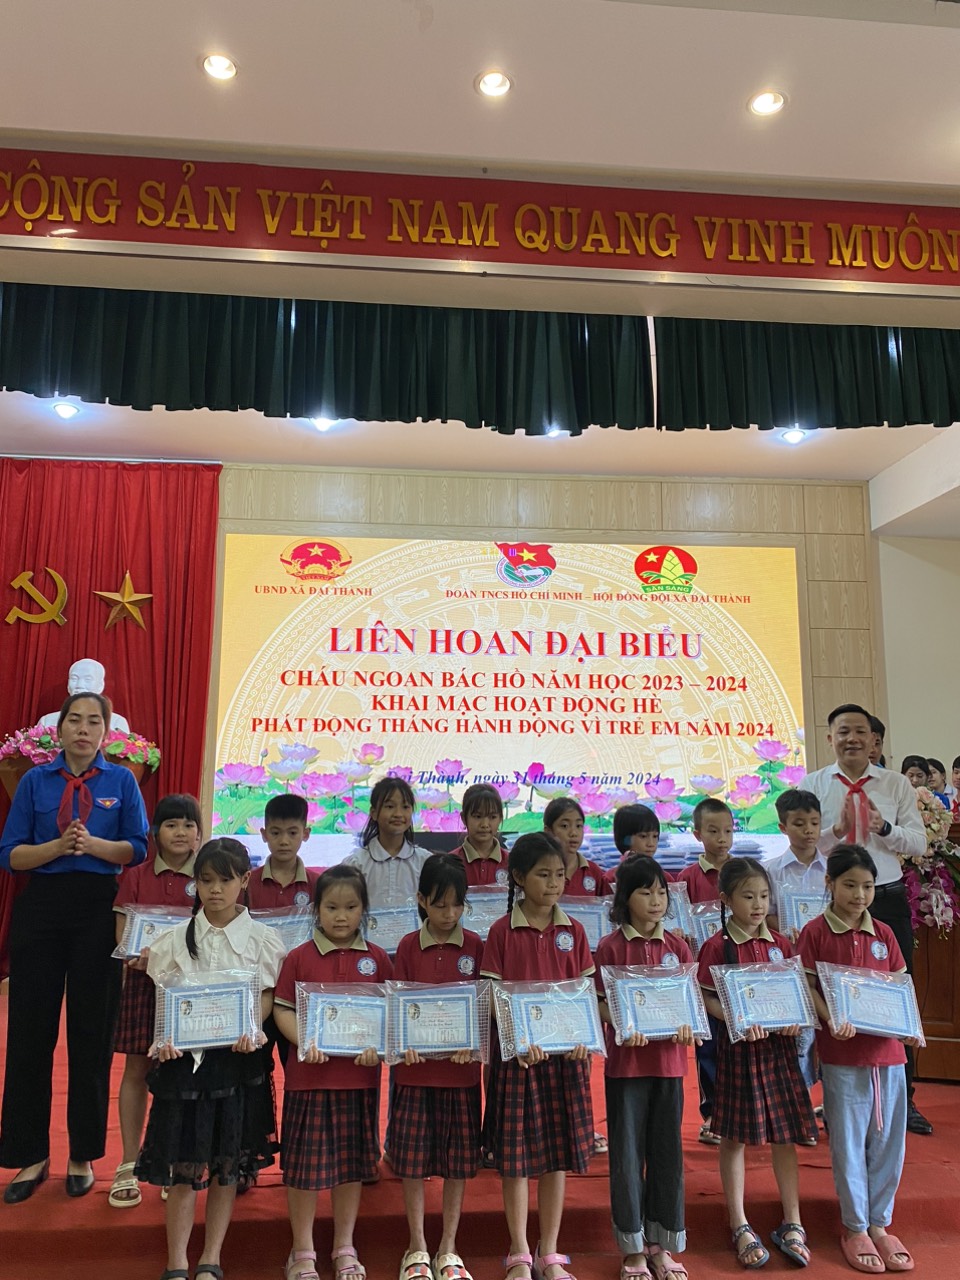 CỘNG SẢN VIỆT NAM QUANG VINH MUÔN
UBND XÃ ĐẠI THÀNH
ĐOÀN TNCS HỒ CHÍ MINH - HỘI ĐỒNG ĐỘI XÃ ĐẠI THÀNH
SẴN SÀNG
LIÊN HOAN ĐẠI BIỂU
CHÁU NGOAN BÁC HỒ NĂM HỌC 2023 – 2024
KHAI MẠC HOẠT ĐỘNG HÈ
PHÁT ĐỘNG THÁNG HÀNH ĐỘNG VÌ TRẺ EM NĂM 2024
Đại Thành, ngày 31 tháng 5 năm 2024